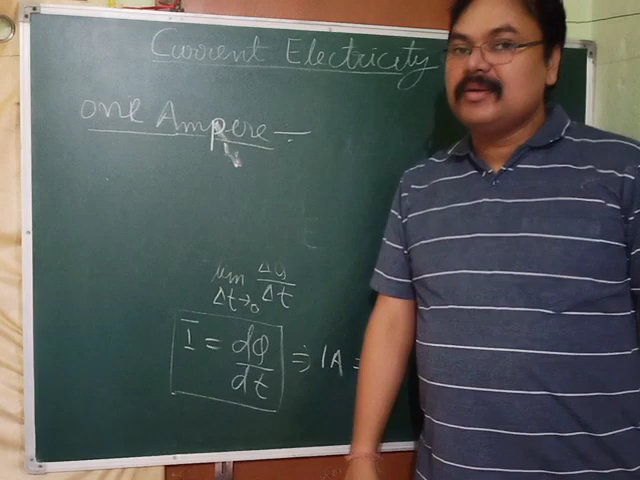 Current Electricity
one Ampere :-
lim ΔQ/Δt
Δt→0
I = dQ/dt ⇒ 1A =